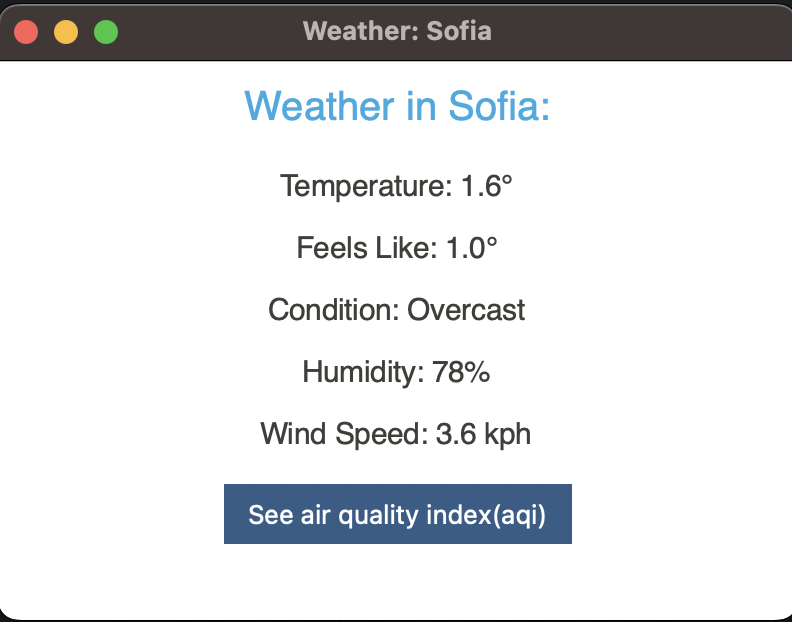 Weather: Sofia
Weather in Sofia:
Temperature: 1.6°
Feels Like: 1.0°
Condition: Overcast
Humidity: 78%
Wind Speed: 3.6 kph
See air quality index(aqi)